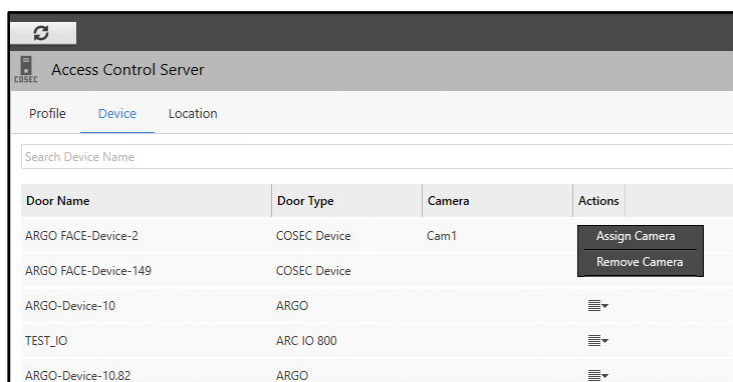 COSEC
Access Control Server
Profile Device Location
Search Device Name
Door Name Door Type Camera Actions
ARGO FACE-Device-2 COSEC Device Cam1 Assign Camera
Remove Camera
ARGO FACE-Device-149 COSEC Device
ARGO-Device-10 ARGO
TEST_IO ARC IO 800
ARGO-Device-10.82 ARGO